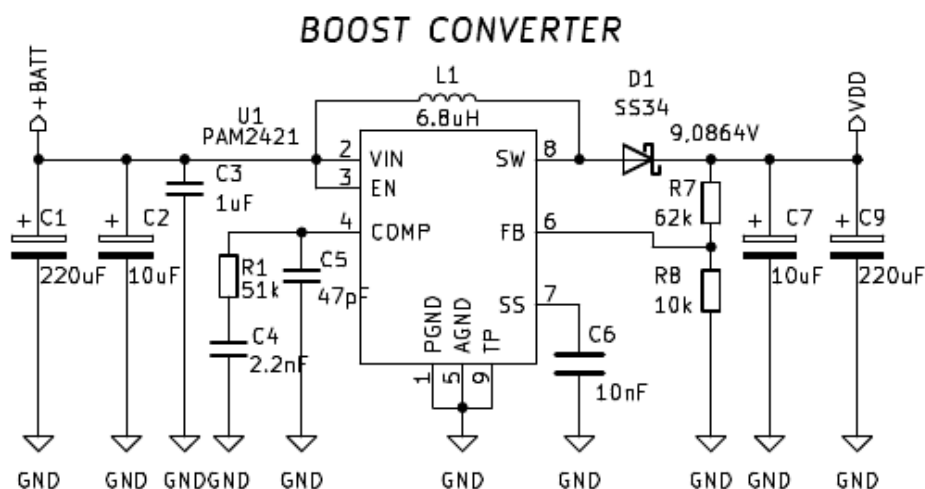 BOOST CONVERTER
+BATT
U1
PAM2421
L1
6.8uH
D1
SS34
9,0864V
VDD
2 VIN
3 EN
4 COMP
SW 8
FB 6
SS 7
PGND AGND TP
1 5 9
C1
220uF
C2
10uF
C3
1uF
R1
51k
C5
47pF
C4
2.2nF
C6
10nF
R7
62k
R8
10k
C7
10uF
C9
220uF
GND GND GND GND GND GND GND GND GND GND